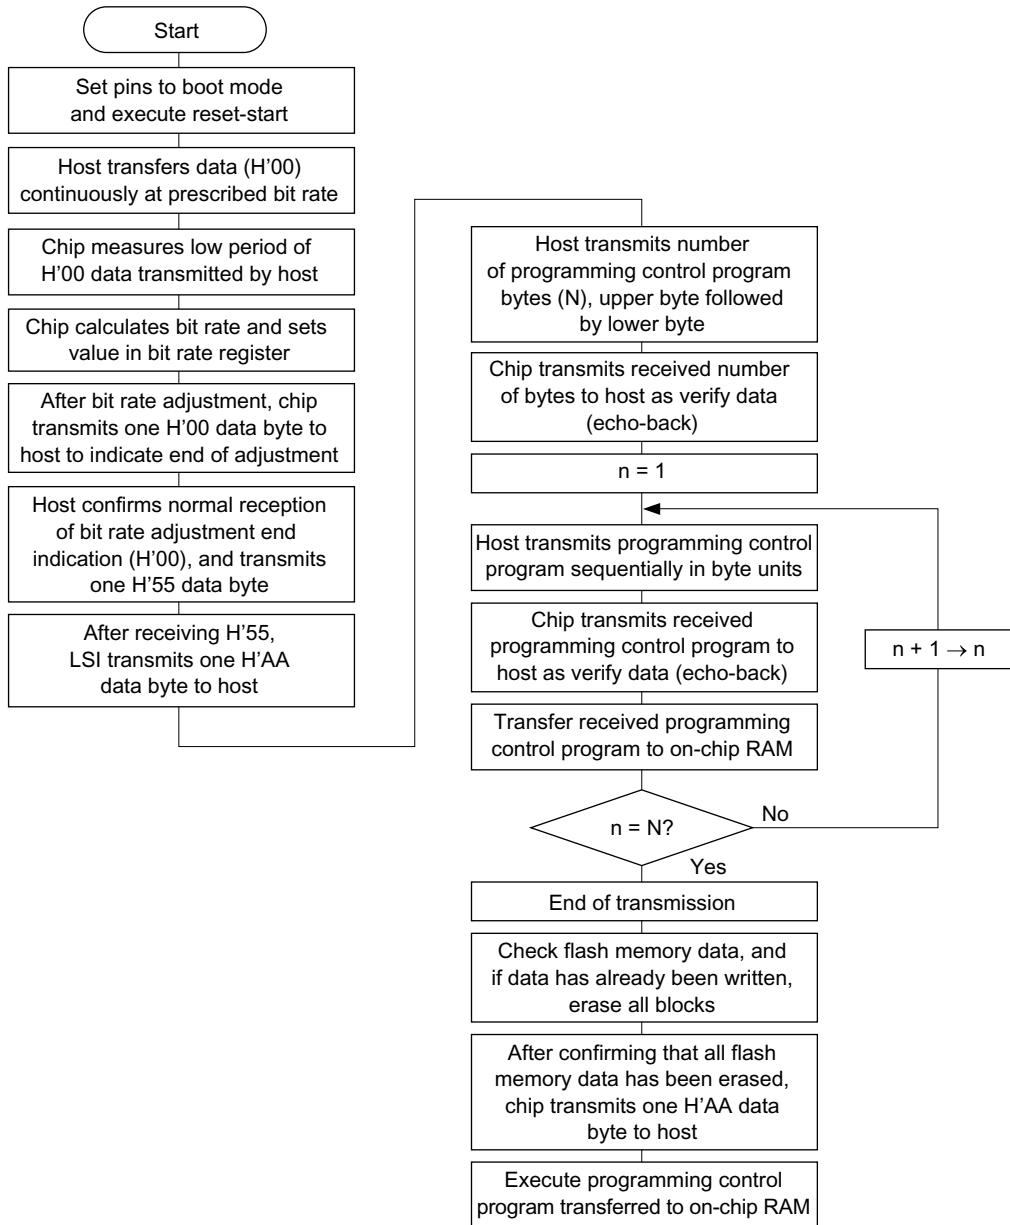 Start
Set pins to boot mode
and execute reset-start
Host transfers data (H’00)
continuously at prescribed bit rate
Chip measures low period of
H’00 data transmitted by host
Chip calculates bit rate and sets
value in bit rate register
After bit rate adjustment, chip
transmits one H’00 data byte to
host to indicate end of adjustment
Host confirms normal reception
of bit rate adjustment end
indication (H’00), and transmits
one H’55 data byte
After receiving H’55,
LSI transmits one H’AA
data byte to host
Host transmits number
of programming control program
bytes (N), upper byte followed
by lower byte
Chip transmits received number
of bytes to host as verify data
(echo-back)
n = 1
Host transmits programming control
program sequentially in byte units
Chip transmits received
programming control program to
host as verify data (echo-back)
n + 1 → n
Transfer received programming
control program to on-chip RAM
n = N?
No
Yes
End of transmission
Check flash memory data, and
if data has already been written,
erase all blocks
After confirming that all flash
memory data has been erased,
chip transmits one H’AA data
byte to host
Execute programming control
program transferred to on-chip RAM